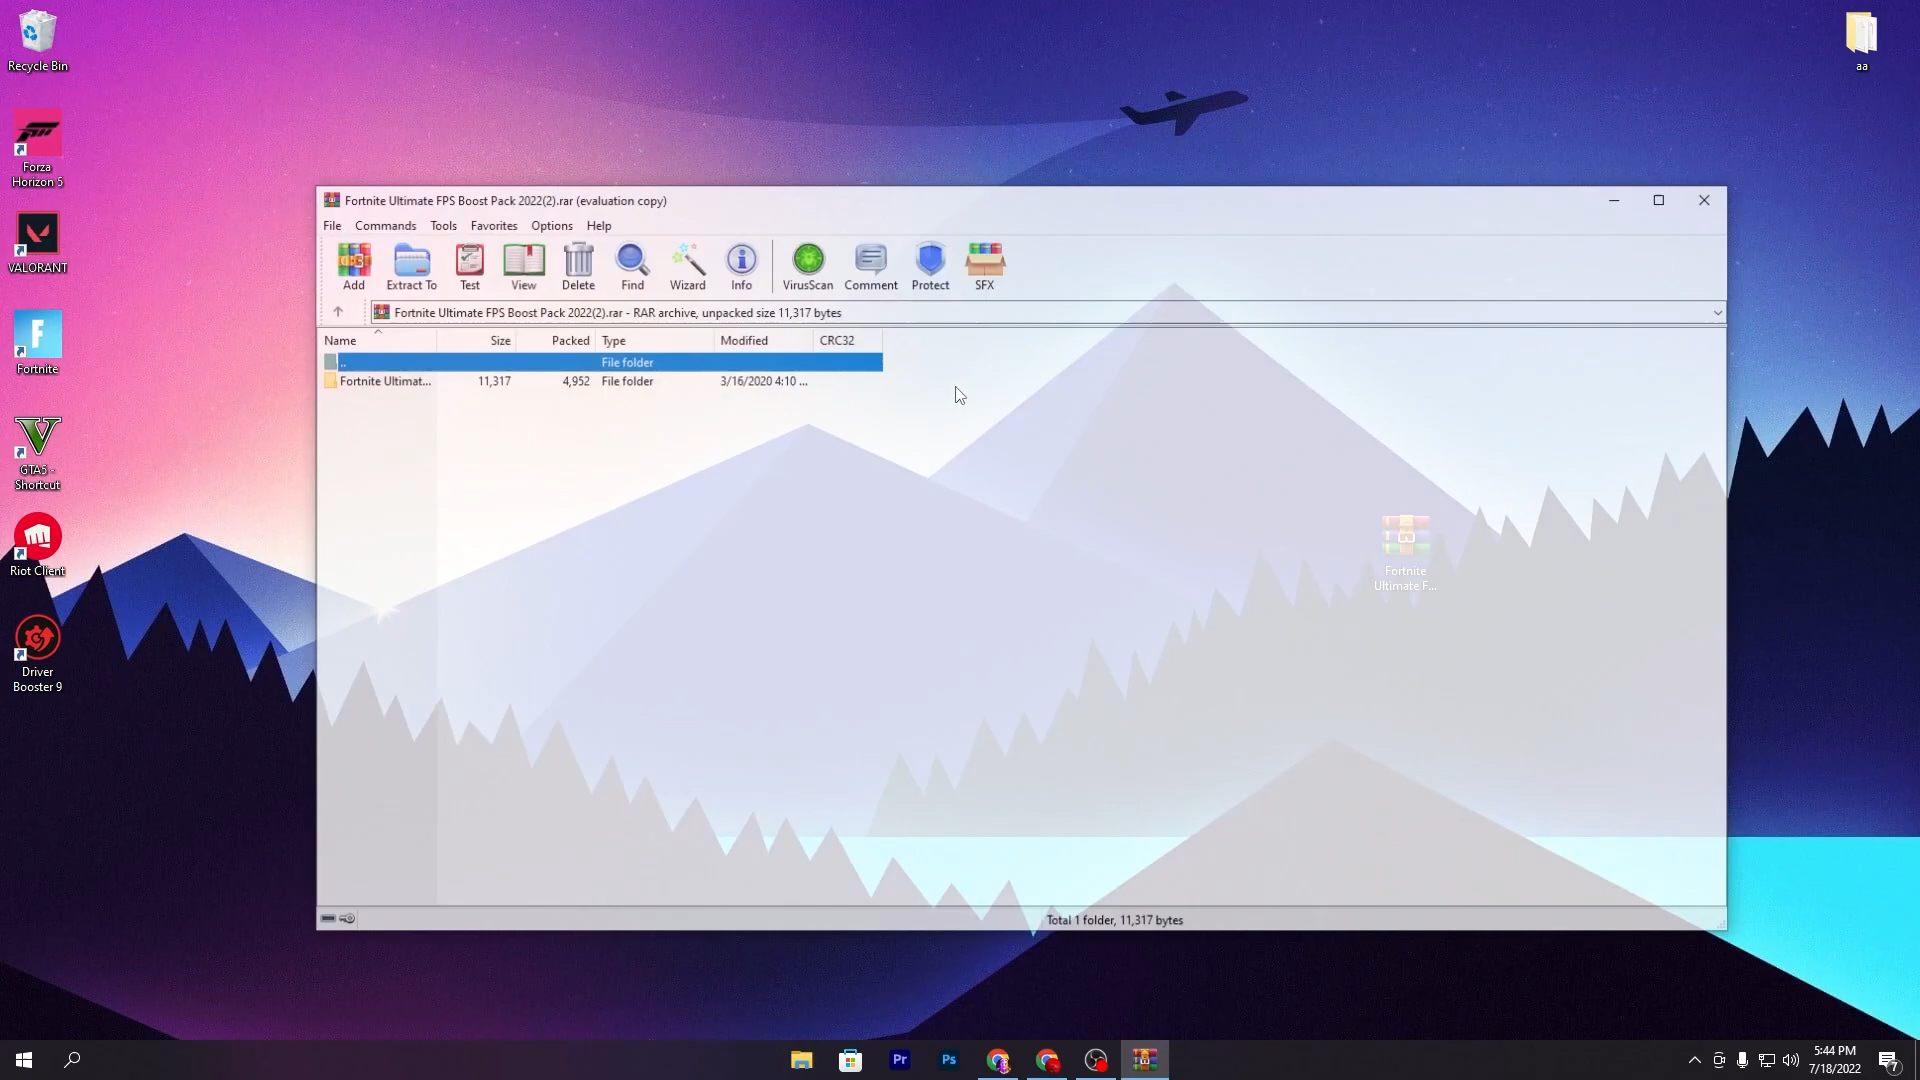 Recycle Bin
aa
Forza
Horizon 5
VALORANT
Fortnite
GTA5 -
Shortcut
Riot Client
Driver
Booster 9
Fortnite Ultimate FPS Boost Pack 2022(2).rar (evaluation copy)
File Commands Tools Favorites Options Help
Add Extract To Test View Delete Find Wizard Info VirusScan Comment Protect SFX
Fortnite Ultimate FPS Boost Pack 2022(2).rar - RAR archive, unpacked size 11,317 bytes
Name Size Packed Type Modified CRC32
.. File folder
Fortnite Ultimat... 11,317 4,952 File folder 3/16/2020 4:10 ...
Fortnite
Ultimate F...
Total 1 folder, 11,317 bytes
Pr Ps
5:44 PM
7/18/2022
7